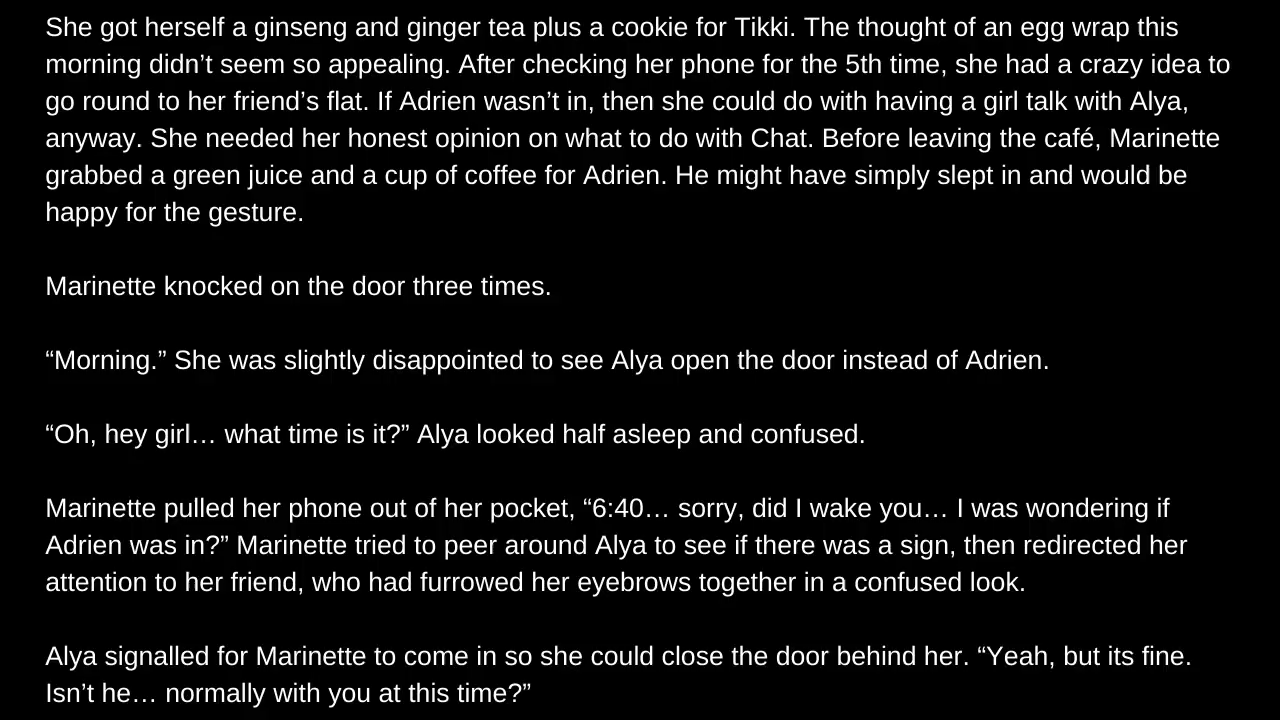 She got herself a ginseng and ginger tea plus a cookie for Tikki. The thought of an egg wrap this
morning didn’t seem so appealing. After checking her phone for the 5th time, she had a crazy idea to
go round to her friend’s flat. If Adrien wasn’t in, then she could do with having a girl talk with Alya,
anyway. She needed her honest opinion on what to do with Chat. Before leaving the café, Marinette
grabbed a green juice and a cup of coffee for Adrien. He might have simply slept in and would be
happy for the gesture.
Marinette knocked on the door three times.
“Morning.” She was slightly disappointed to see Alya open the door instead of Adrien.
“Oh, hey girl… what time is it?” Alya looked half asleep and confused.
Marinette pulled her phone out of her pocket, “6:40… sorry, did I wake you… I was wondering if
Adrien was in?” Marinette tried to peer around Alya to see if there was a sign, then redirected her
attention to her friend, who had furrowed her eyebrows together in a confused look.
Alya signalled for Marinette to come in so she could close the door behind her. “Yeah, but its fine.
Isn’t he… normally with you at this time?”